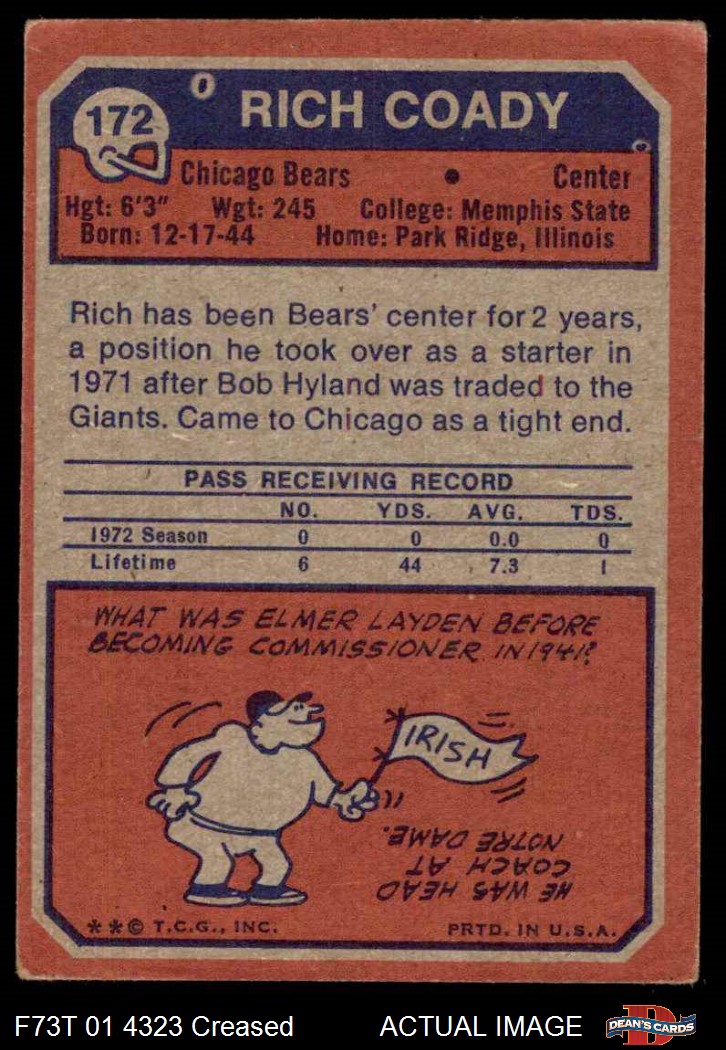 172
RICH COADY
Chicago Bears • Center
Hgt: 6'3" Wgt: 245 College: Memphis State
Born: 12-17-44 Home: Park Ridge, Illinois
Rich has been Bears' center for 2 years,
a position he took over as a starter in
1971 after Bob Hyland was traded to the
Giants. Came to Chicago as a tight end.
PASS RECEIVING RECORD
NO. YDS. AVG. TDS.
1972 Season 0 0 0.0 0
Lifetime 6 44 7.3 1
WHAT WAS ELMER LAYDEN BEFORE
BECOMING COMMISSIONER IN 1941?
IRISH
HE WAS HEAD
COACH AT
NOTRE DAME.
**© T.C.G., INC. PRTD. IN U.S.A.
F73T 01 4323 Creased ACTUAL IMAGE
D
DEAN'S CARDS